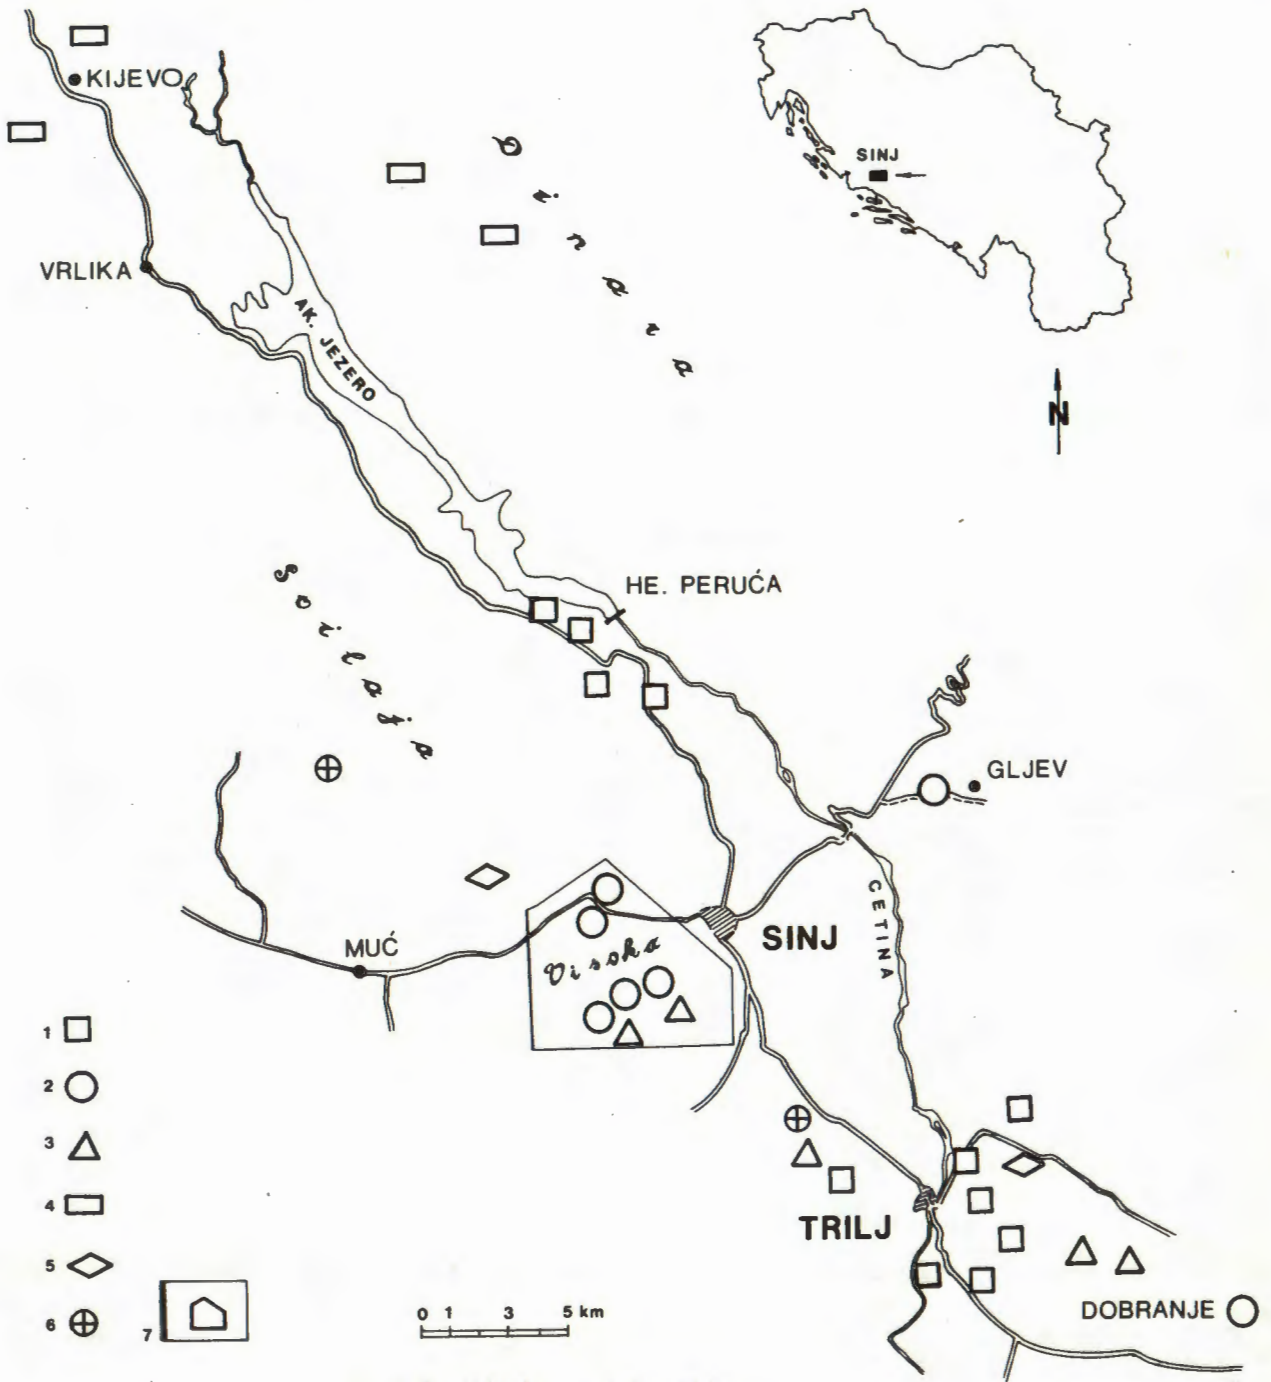 KIJEVO
VRLIKA
Dinara
SINJ
N
AK. JEZERO
HE. PERUĆA
Svilaja
GLJEV
CETINA
SINJ
MUĆ
Visoka
TRILJ
DOBRANJE
1
2
3
4
5
6
7
0 1 3 5 km